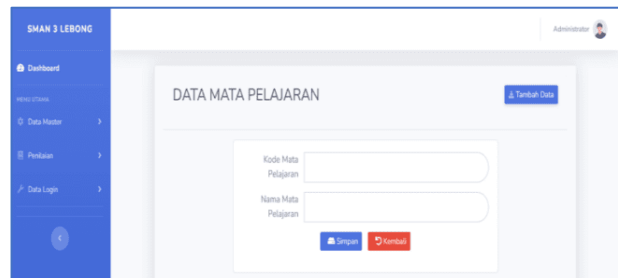 SMAN 3 LEBONG
Administrator
Dashboard
MENU UTAMA
Data Master
Penilaian
Data Login
DATA MATA PELAJARAN
Tambah Data
Kode Mata
Pelajaran
Nama Mata
Pelajaran
Simpan
Kembali